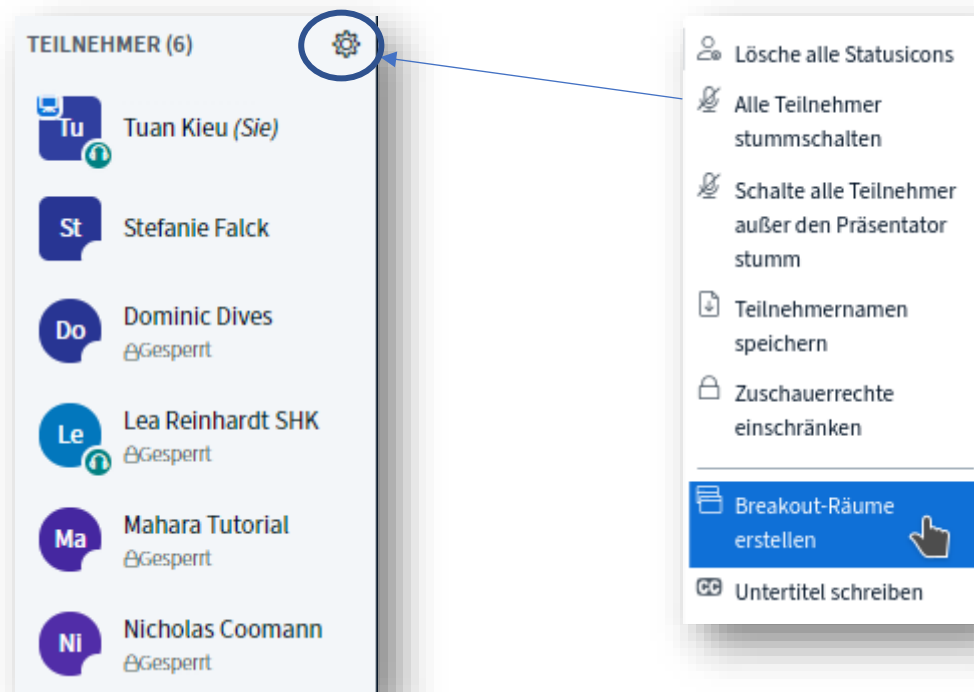 TEILNEHMER (6)
Tu
Tuan Kieu (Sie)
St
Stefanie Falck
Do
Dominic Dives
Gesperrt
Le
Lea Reinhardt SHK
Gesperrt
Ma
Mahara Tutorial
Gesperrt
Ni
Nicholas Coomann
Gesperrt
Lösche alle Statusicons
Alle Teilnehmer
stummschalten
Schalte alle Teilnehmer
außer den Präsentator
stumm
Teilnehmernamen
speichern
Zuschauerrechte
einschränken
Breakout-Räume
erstellen
CC
Untertitel schreiben